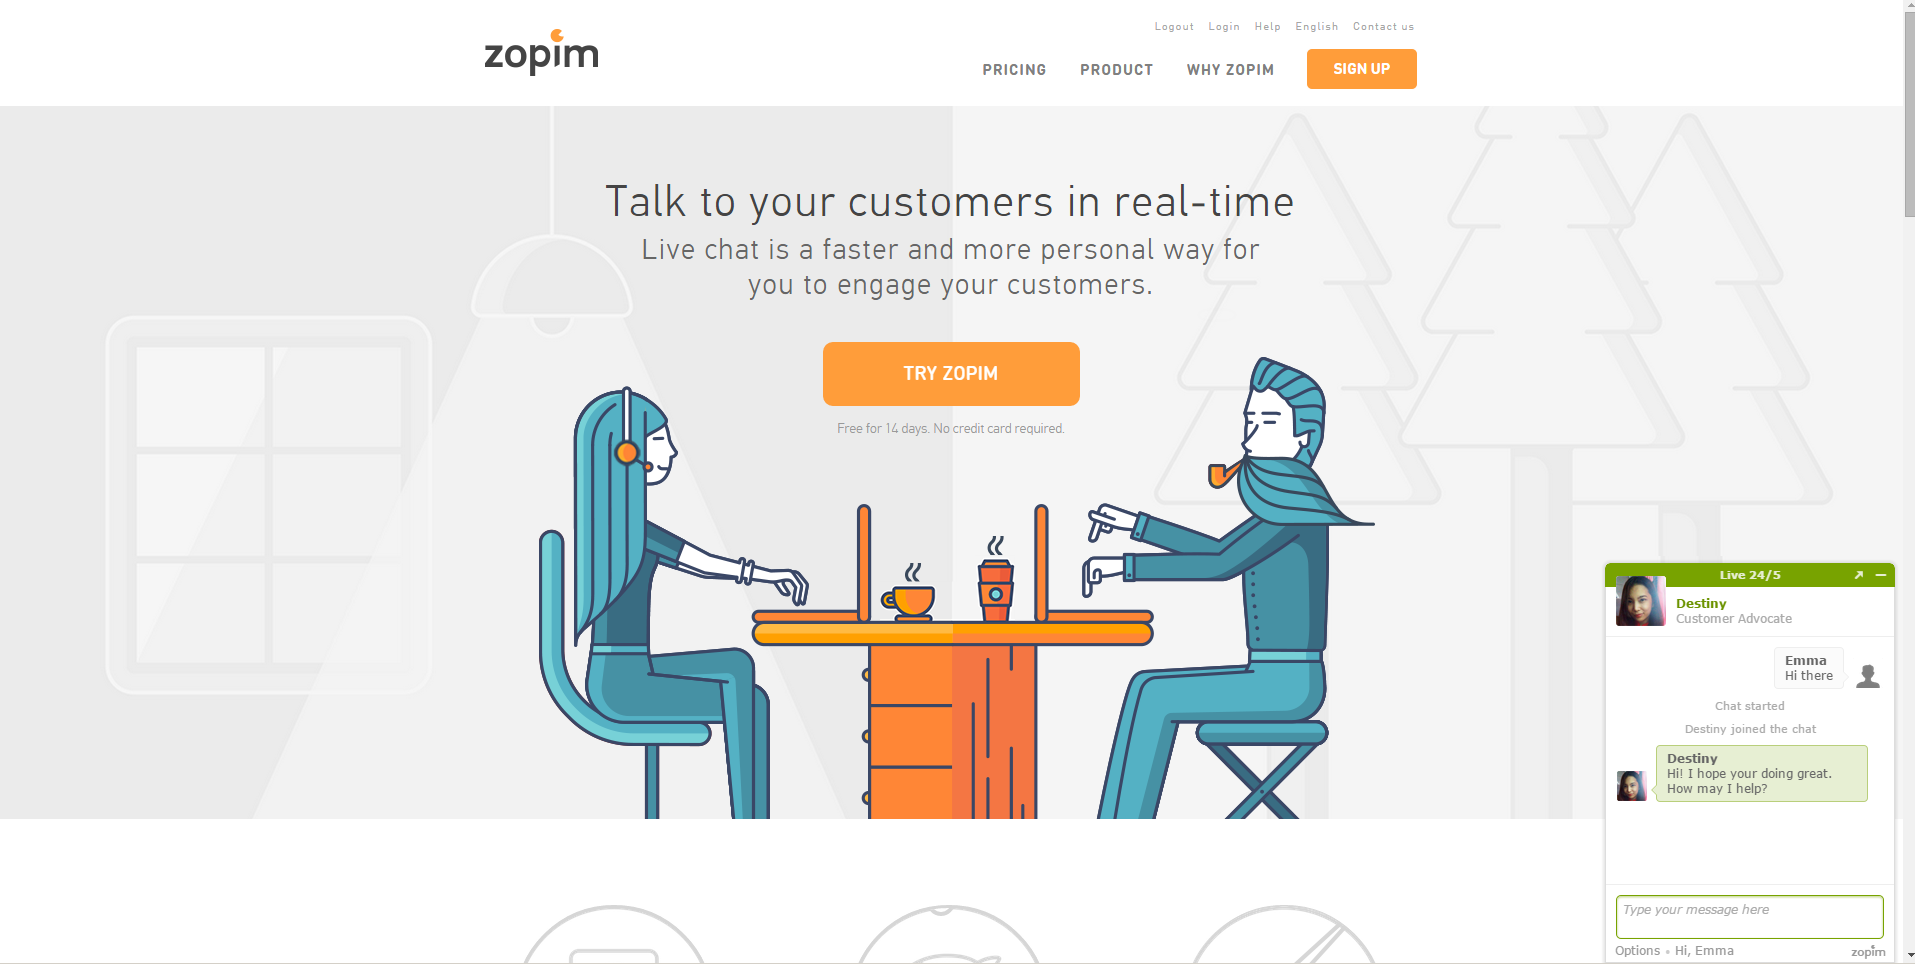 zopim
Logout Login Help English Contact us
PRICING PRODUCT WHY ZOPIM SIGN UP
Talk to your customers in real-time
Live chat is a faster and more personal way for
you to engage your customers.
TRY ZOPIM
Free for 14 days. No credit card required.
Live 24/5
Destiny
Customer Advocate
Emma
Hi there
Chat started
Destiny joined the chat
Destiny
Hi! I hope your doing great.
How may I help?
Type your message here
Options • Hi, Emma
zopim